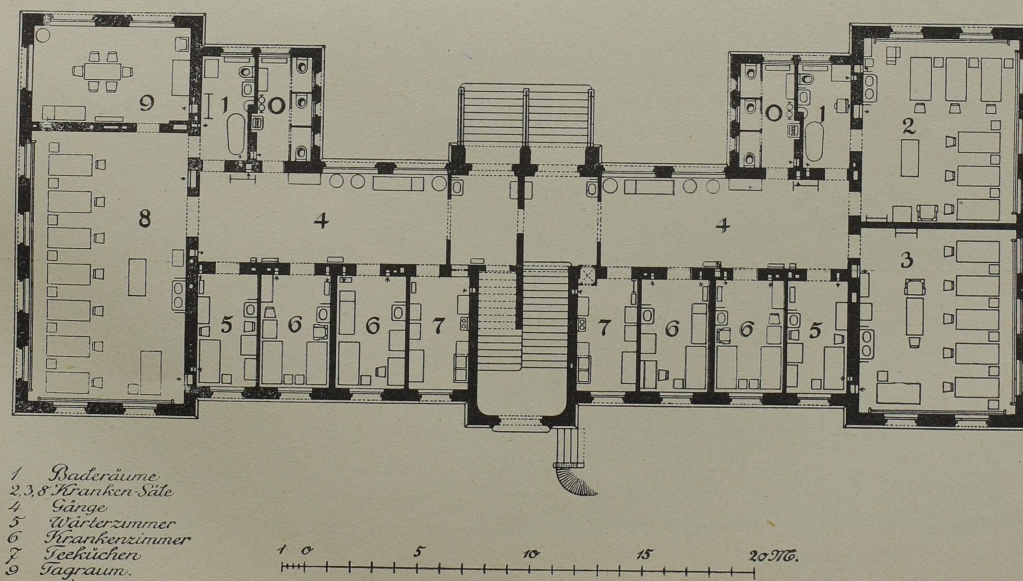 9
1
0
0
1
2
8
4
4
3
5
6
6
7
7
6
6
5
1 Baderäume
2,3,8 Kranken-Säle
4 Gänge
5 Wärterzimmer
6 Krankenzimmer
7 Teeküchen
9 Tagraum.
1 0 5 10 15 20 M.